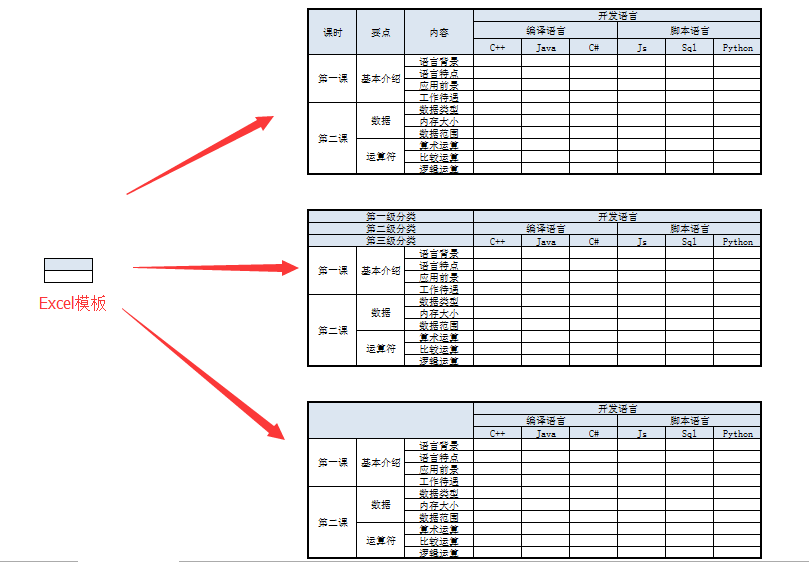 开发语言
课时 要点 内容 编译语言 脚本语言
C++ Java C# Js Sql Python
第一课 基本介绍 语言背景
语言特点
应用前景
工作待遇
第二课 数据 数据类型
内存大小
数据范围
运算符 算术运算
比较运算
逻辑运算
第一级分类 开发语言
第二级分类 编译语言 脚本语言
第三级分类 C++ Java C# Js Sql Python
第一课 基本介绍 语言背景
语言特点
应用前景
工作待遇
第二课 数据 数据类型
内存大小
数据范围
运算符 算术运算
比较运算
逻辑运算
Excel模板
开发语言
编译语言 脚本语言
C++ Java C# Js Sql Python
第一课 基本介绍 语言背景
语言特点
应用前景
工作待遇
第二课 数据 数据类型
内存大小
数据范围
运算符 算术运算
比较运算
逻辑运算